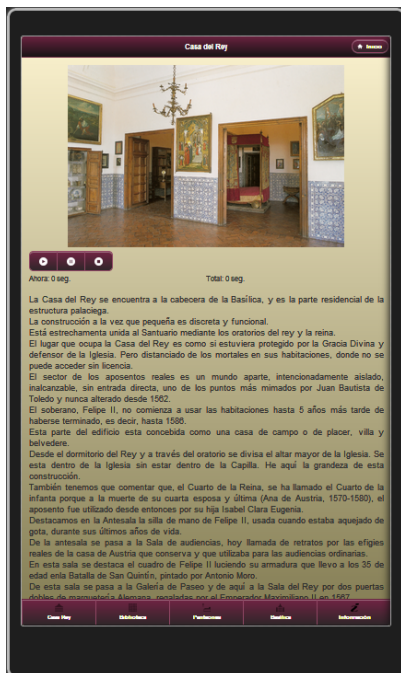 Casa del Rey
Ahora: 0 seg.
Total: 0 seg.
La Casa del Rey se encuentra a la cabecera de la Basílica, y es la parte residencial de la
estructura palaciega.
La construcción a la vez que pequeña es discreta y funcional.
Está estrechamenta unida al Santuario mediante los oratorios del rey y la reina.
El lugar que ocupa la Casa del Rey es como si estuviera protegido por la Gracia Divina y
defensor de la Iglesia. Pero distanciado de los mortales en sus habitaciones, donde no se
puede acceder sin licencia.
El sector de los aposentos reales es un mundo aparte, intencionadamente aislado,
inalcanzable, sin entrada directa, uno de los puntos más mimados por Juan Bautista de
Toledo y nunca alterado desde 1562.
El soberano, Felipe II, no comienza a usar las habitaciones hasta 5 años más tarde de
haberse terminado, es decir, hasta 1586.
Esta parte del edificio esta concebida como una casa de campo o de placer, villa y
belvedere.
Desde el dormitorio del Rey y a través del oratorio se divisa el altar mayor de la Iglesia. Se
esta dentro de la Iglesia sin estar dentro de la Capilla. He aquí la grandeza de esta
construcción.
También tenemos que comentar que, el Cuarto de la Reina, se ha llamado el Cuarto de la
infanta porque a la muerte de su cuarta esposa y última (Ana de Austria, 1570-1580), el
aposento fue utilizado desde entonces por su hija Isabel Clara Eugenia.
Destacamos en la Antesala la silla de mano de Felipe II, usada cuando estaba aquejado de
gota, durante sus últimos años de vida.
De la antesala se pasa a la Sala de audiencias, hoy llamada de retratos por las efigies
reales de la casa de Austria que conserva y que utilizaba para las audiencias ordinarias.
En esta sala se destaca el cuadro de Felipe II luciendo su armadura que llevo a los 35 de
edad enla Batalla de San Quintín, pintado por Antonio Moro.
De esta sala se pasa a la Galería de Paseo y de aquí a la Sala del Rey por dos puertas
dobles de marquetería Alemana, regaladas por el Emperador Maximiliano II en 1567.
Casa Rey
Biblioteca
Panteones
Basílica
Información